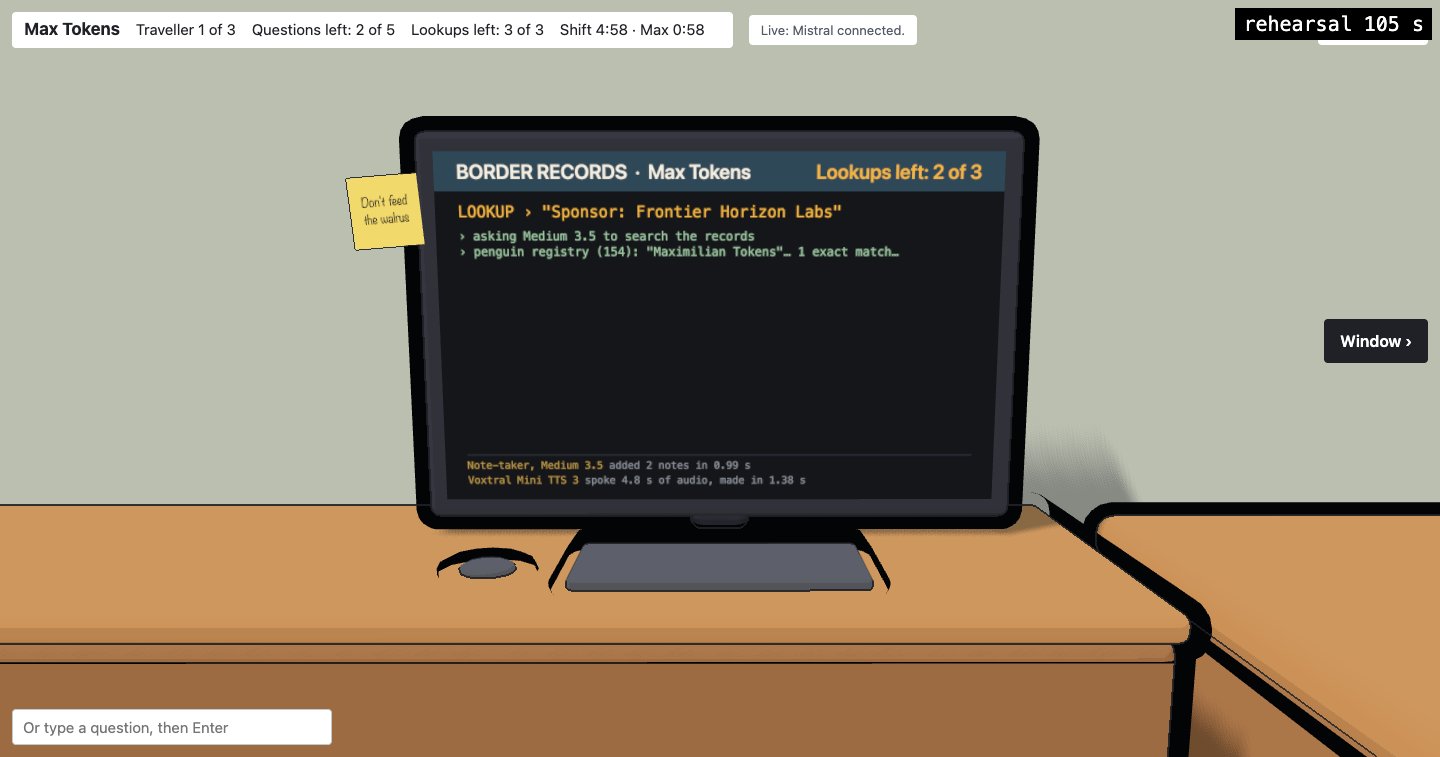 Max Tokens Traveller 1 of 3 Questions left: 2 of 5 Lookups left: 3 of 3 Shift 4:58 · Max 0:58
Live: Mistral connected.
rehearsal 105 s
BORDER RECORDS · Max Tokens Lookups left: 2 of 3
Don't feed
the walrus
LOOKUP › "Sponsor: Frontier Horizon Labs"
› asking Medium 3.5 to search the records
› penguin registry (154): "Maximilian Tokens"… 1 exact match…
Window ›
Note-taker, Medium 3.5 added 2 notes in 0.99 s
Voxtral Mini TTS 3 spoke 4.8 s of audio, made in 1.38 s
Or type a question, then Enter